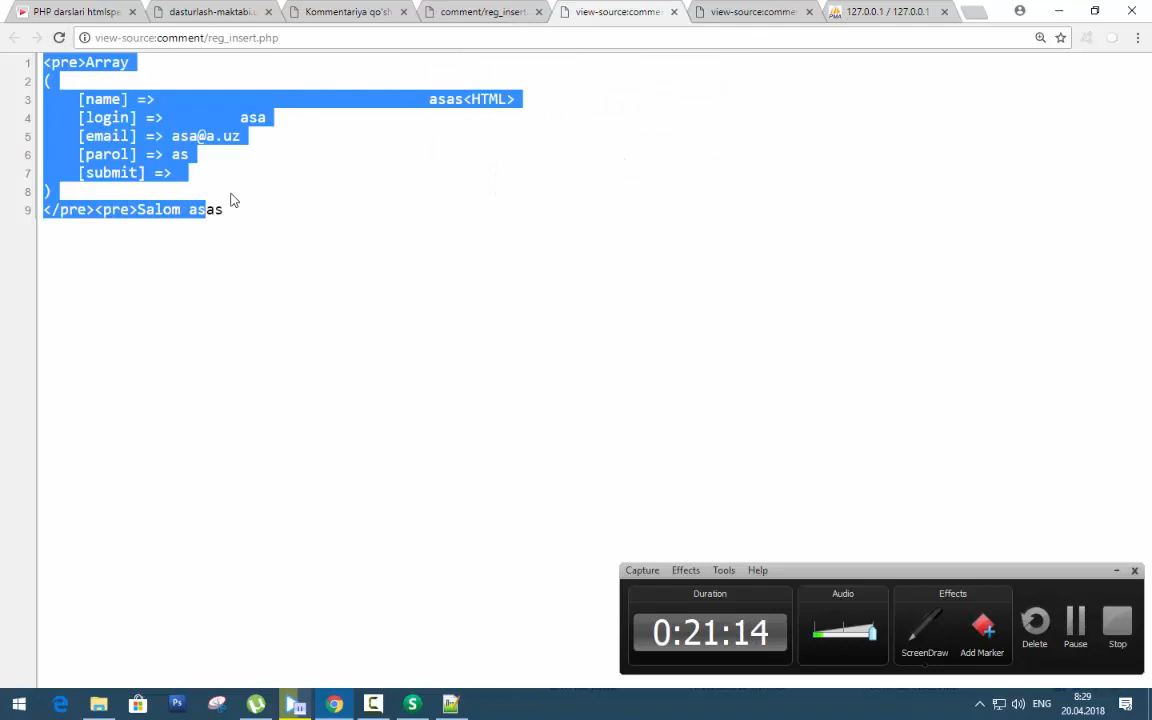 PHP darslari htmlspe
dasturlash-maktabi.u
Kommentariya qo'sh
comment/reg_insert.
view-source:comme
view-source:comme
127.0.0.1 / 127.0.0.1
view-source:comment/reg_insert.php
1 <pre>Array
2 (
3 [name] => asas<HTML>
4 [login] => asa
5 [email] => asa@a.uz
6 [parol] => as
7 [submit] =>
8 )
9 </pre><pre>Salom asas
Capture Effects Tools Help
Duration Audio Effects
0:21:14
ScreenDraw Add Marker Delete Pause Stop
ENG
8:29
20.04.2018